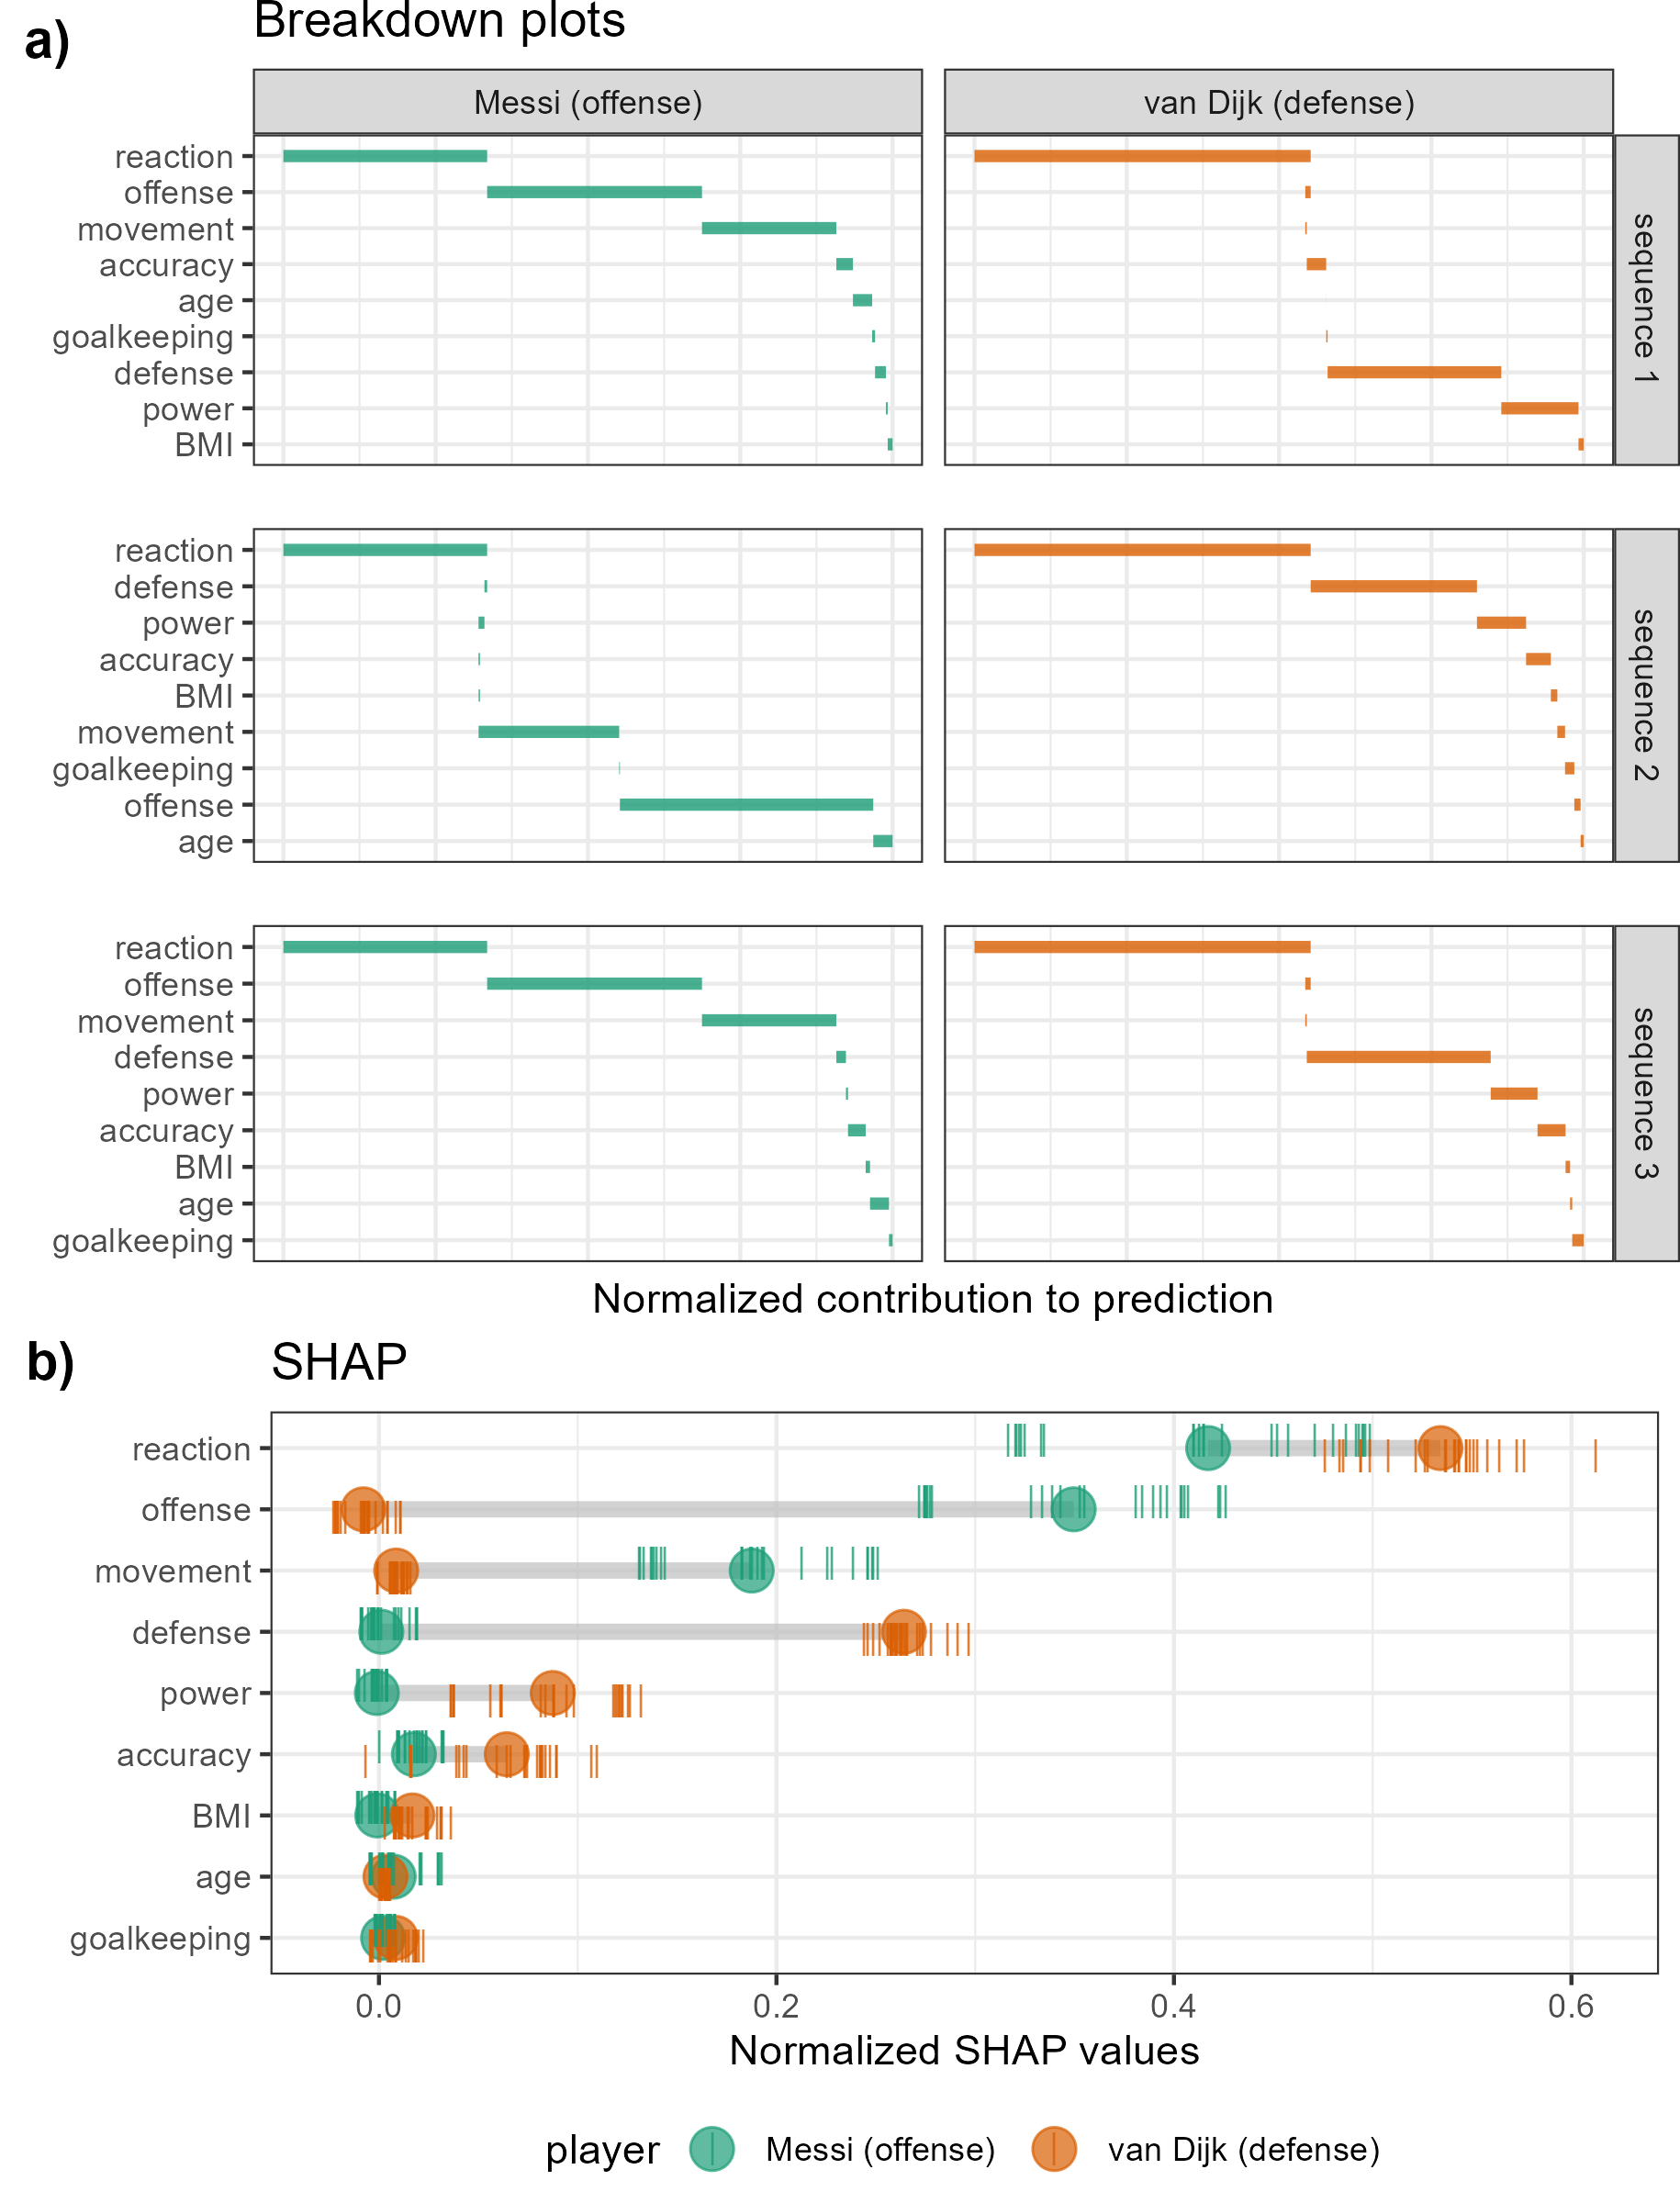 a)
Breakdown plots
Messi (offense)
van Dijk (defense)
reaction
offense
movement
accuracy
age
goalkeeping
defense
power
BMI
sequence 1
reaction
defense
power
accuracy
BMI
movement
goalkeeping
offense
age
sequence 2
reaction
offense
movement
defense
power
accuracy
BMI
age
goalkeeping
sequence 3
Normalized contribution to prediction
b)
SHAP
reaction
offense
movement
defense
power
accuracy
BMI
age
goalkeeping
0.0 0.2 0.4 0.6
Normalized SHAP values
player Messi (offense) van Dijk (defense)